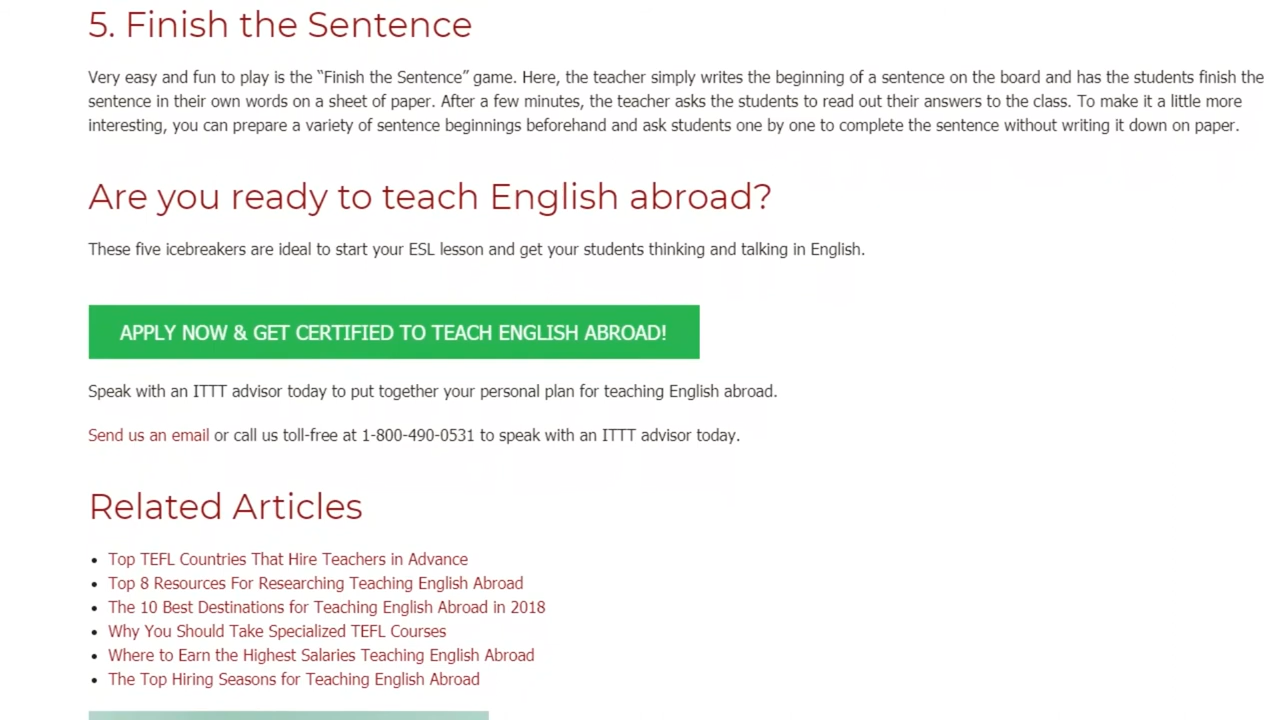 5. Finish the Sentence
Very easy and fun to play is the “Finish the Sentence” game. Here, the teacher simply writes the beginning of a sentence on the board and has the students finish the
sentence in their own words on a sheet of paper. After a few minutes, the teacher asks the students to read out their answers to the class. To make it a little more
interesting, you can prepare a variety of sentence beginnings beforehand and ask students one by one to complete the sentence without writing it down on paper.
Are you ready to teach English abroad?
These five icebreakers are ideal to start your ESL lesson and get your students thinking and talking in English.
APPLY NOW & GET CERTIFIED TO TEACH ENGLISH ABROAD!
Speak with an ITTT advisor today to put together your personal plan for teaching English abroad.
Send us an email or call us toll-free at 1-800-490-0531 to speak with an ITTT advisor today.
Related Articles
• Top TEFL Countries That Hire Teachers in Advance
• Top 8 Resources For Researching Teaching English Abroad
• The 10 Best Destinations for Teaching English Abroad in 2018
• Why You Should Take Specialized TEFL Courses
• Where to Earn the Highest Salaries Teaching English Abroad
• The Top Hiring Seasons for Teaching English Abroad